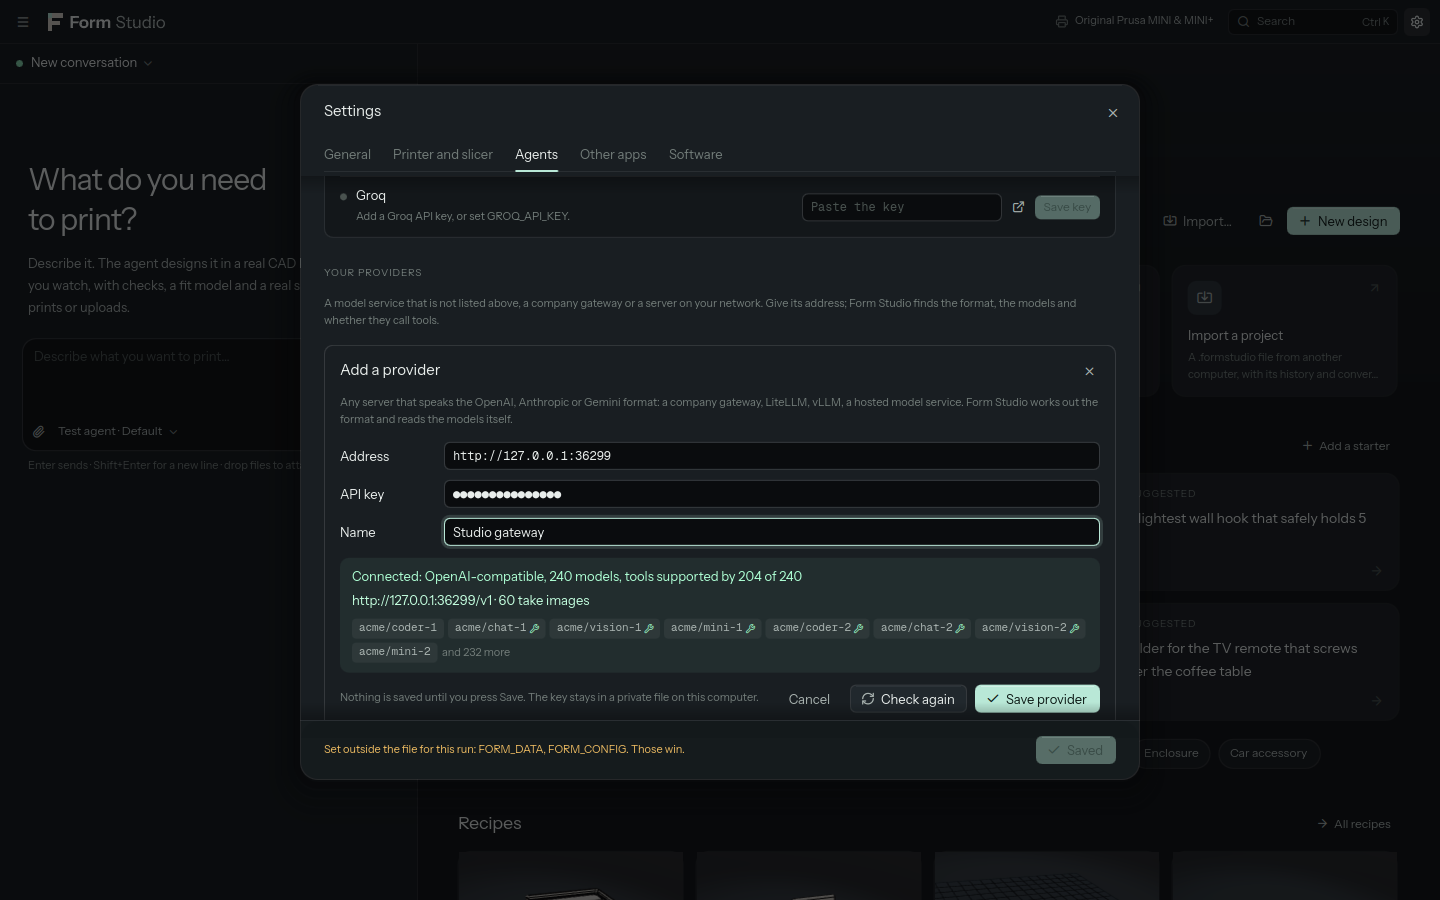 Form Studio
Original Prusa MINI & MINI+
Search
Ctrl K
New conversation
What do you need
to print?
Describe it. The agent designs it in a real CAD
you watch, with checks, a fit model and a real s
prints or uploads.
Describe what you want to print...
Test agent · Default
Enter sends · Shift+Enter for a new line · drop files to atta
Settings
General
Printer and slicer
Agents
Other apps
Software
Groq
Add a Groq API key, or set GROQ_API_KEY.
Paste the key
Save key
YOUR PROVIDERS
A model service that is not listed above, a company gateway or a server on your network. Give its address; Form Studio finds the format, the models and
whether they call tools.
Add a provider
Any server that speaks the OpenAI, Anthropic or Gemini format: a company gateway, LiteLLM, vLLM, a hosted model service. Form Studio works out the
format and reads the models itself.
Address
http://127.0.0.1:36299
API key
Name
Studio gateway
Connected: OpenAI-compatible, 240 models, tools supported by 204 of 240
http://127.0.0.1:36299/v1 · 60 take images
acme/coder-1
acme/chat-1
acme/vision-1
acme/mini-1
acme/coder-2
acme/chat-2
acme/vision-2
acme/mini-2
and 232 more
Nothing is saved until you press Save. The key stays in a private file on this computer.
Cancel
Check again
Save provider
Set outside the file for this run: FORM_DATA, FORM_CONFIG. Those win.
Saved
Import...
New design
Import a project
A .formstudio file from another
computer, with its history and conver...
Add a starter
GGESTED
lightest wall hook that safely holds 5
GGESTED
lder for the TV remote that screws
er the coffee table
Enclosure
Car accessory
Recipes
All recipes